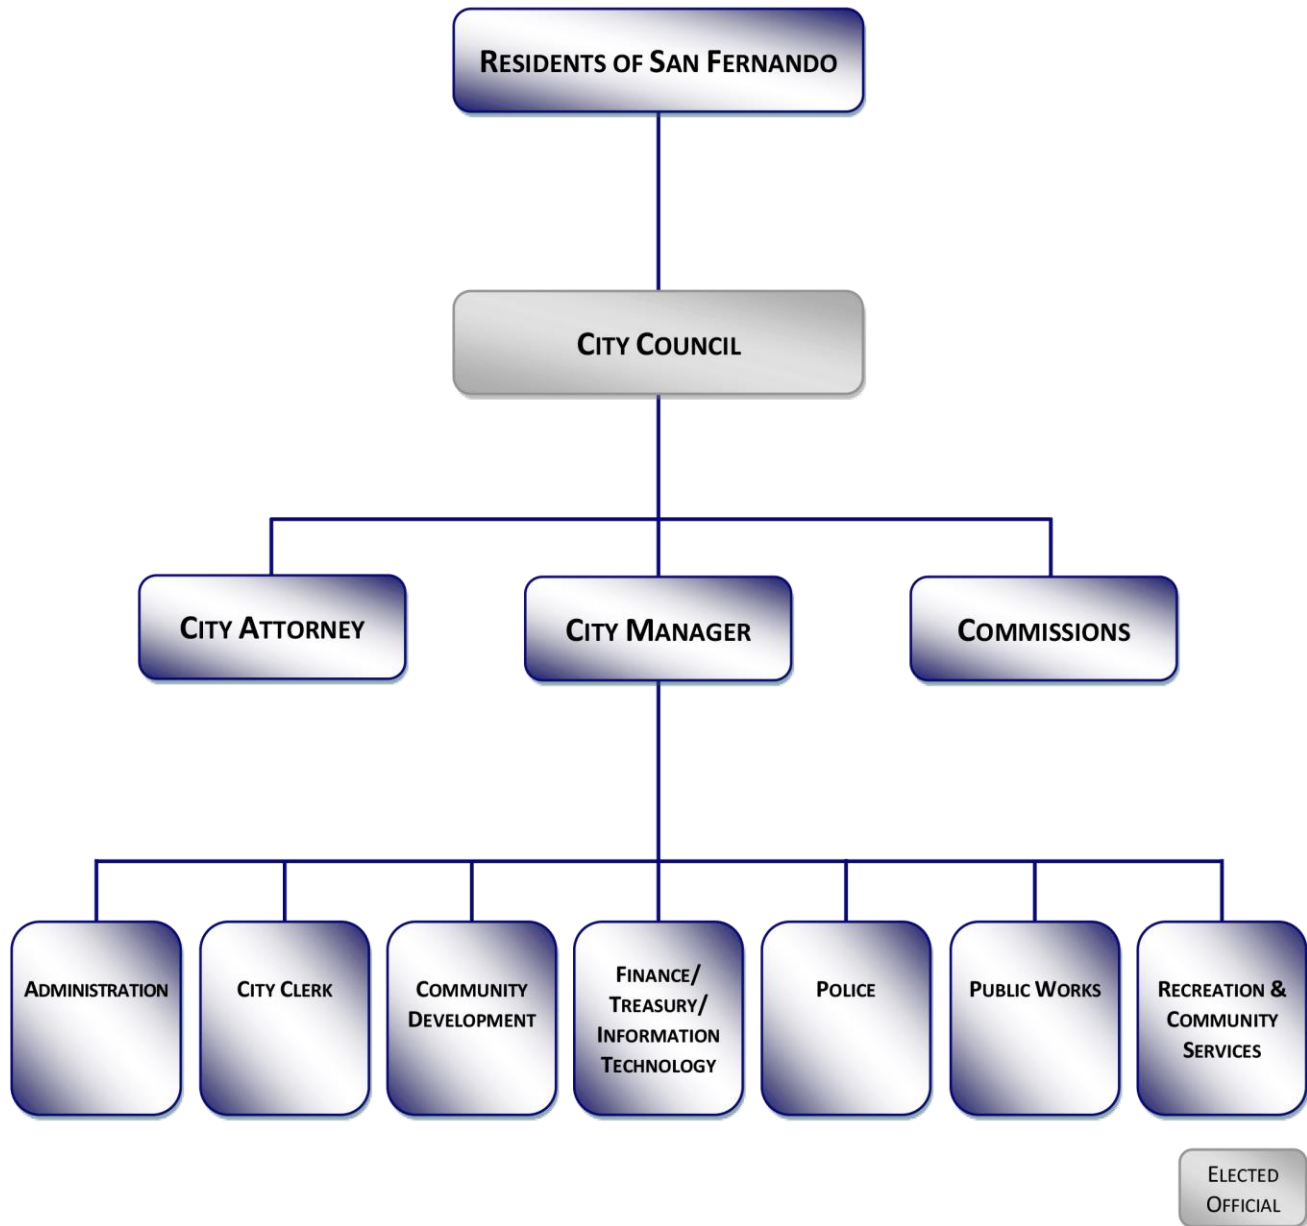 RESIDENTS OF SAN FERNANDO
CITY COUNCIL
CITY ATTORNEY
CITY MANAGER
COMMISSIONS
ADMINISTRATION
CITY CLERK
COMMUNITY
DEVELOPMENT
FINANCE/
TREASURY/
INFORMATION
TECHNOLOGY
POLICE
PUBLIC WORKS
RECREATION &
COMMUNITY
SERVICES
ELECTED
OFFICIAL